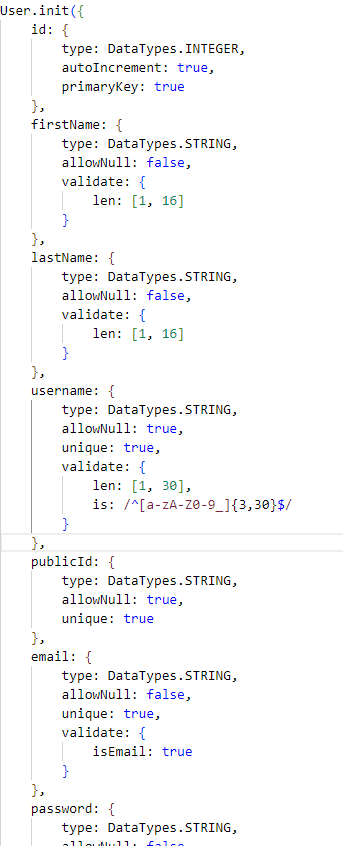 User.init({
id: {
type: DataTypes.INTEGER,
autoIncrement: true,
primaryKey: true
},
firstName: {
type: DataTypes.STRING,
allowNull: false,
validate: {
len: [1, 16]
}
},
lastName: {
type: DataTypes.STRING,
allowNull: false,
validate: {
len: [1, 16]
}
},
username: {
type: DataTypes.STRING,
allowNull: true,
unique: true,
validate: {
len: [1, 30],
is: /^[a-zA-Z0-9_]{3,30}$/
}
},
publicId: {
type: DataTypes.STRING,
allowNull: true,
unique: true
},
email: {
type: DataTypes.STRING,
allowNull: false,
unique: true,
validate: {
isEmail: true
}
},
password: {
type: DataTypes.STRING,
allowNull: false